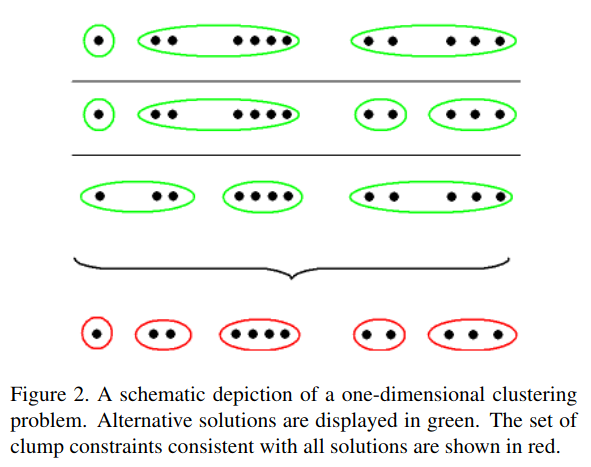 Figure 2. A schematic depiction of a one-dimensional clustering
problem. Alternative solutions are displayed in green. The set of
clump constraints consistent with all solutions are shown in red.